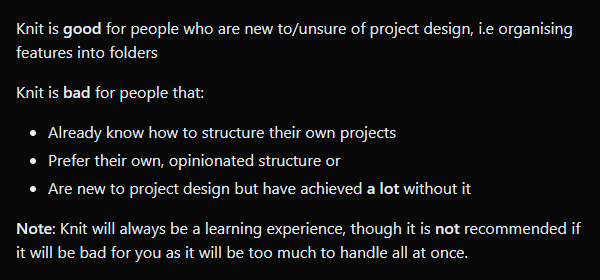 Knit is good for people who are new to/unsure of project design, i.e organising
features into folders
Knit is bad for people that:
• Already know how to structure their own projects
• Prefer their own, opinionated structure or
• Are new to project design but have achieved a lot without it
Note: Knit will always be a learning experience, though it is not recommended if
it will be bad for you as it will be too much to handle all at once.